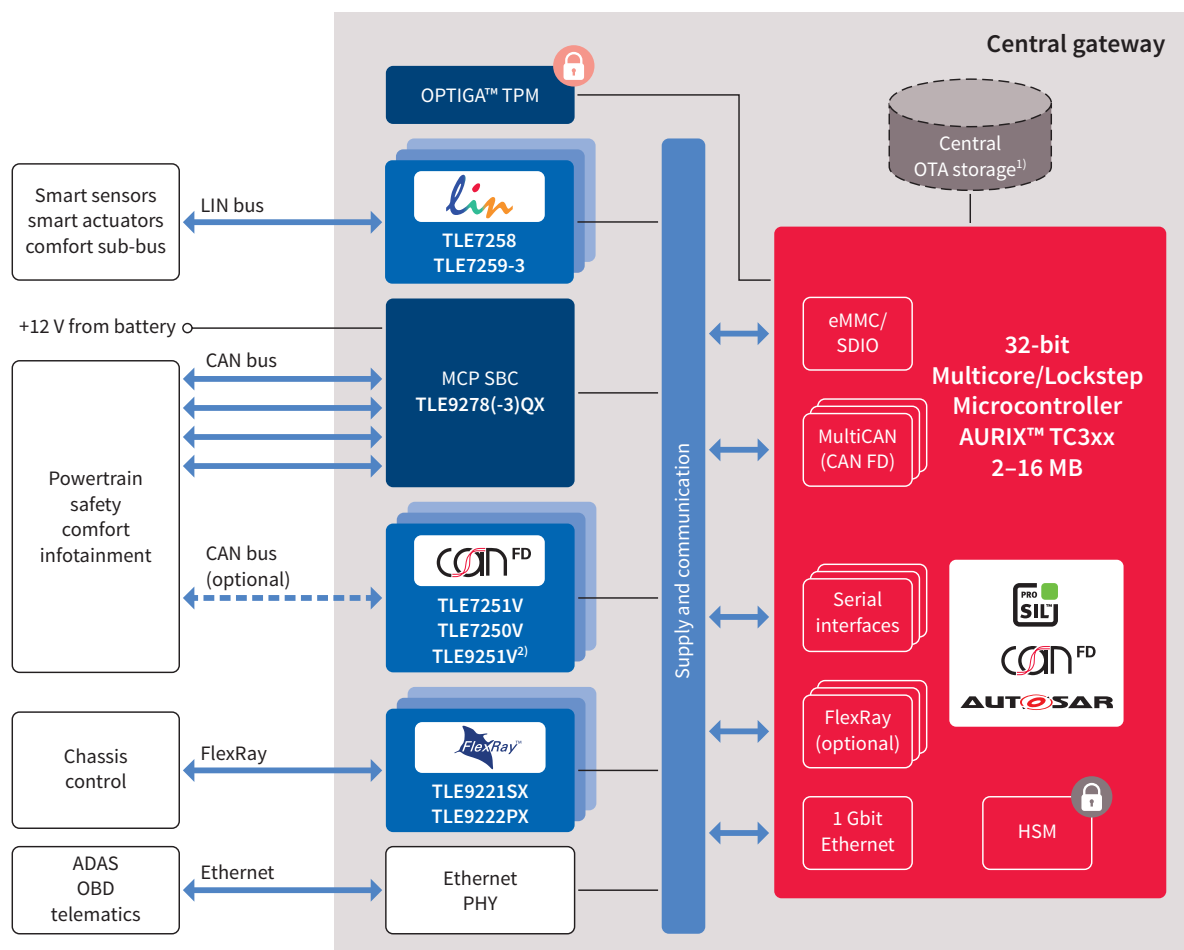 Central gateway
OPTIGA™ TPM
Central
OTA storage1)
Smart sensors
smart actuators
comfort sub-bus
LIN bus
lin
TLE7258
TLE7259-3
+12 V from battery
CAN bus
MCP SBC
TLE9278(-3)QX
Powertrain
safety
comfort
infotainment
CAN bus
(optional)
CAN FD
TLE7251V
TLE7250V
TLE9251V2)
Chassis
control
FlexRay
FlexRay™
TLE9221SX
TLE9222PX
ADAS
OBD
telematics
Ethernet
Ethernet
PHY
Supply and communication
eMMC/
SDIO
32-bit
Multicore/Lockstep
Microcontroller
AURIX™ TC3xx
2–16 MB
MultiCAN
(CAN FD)
Serial
interfaces
PRO
SIL™
CAN FD
AUTOSAR
FlexRay
(optional)
1 Gbit
Ethernet
HSM